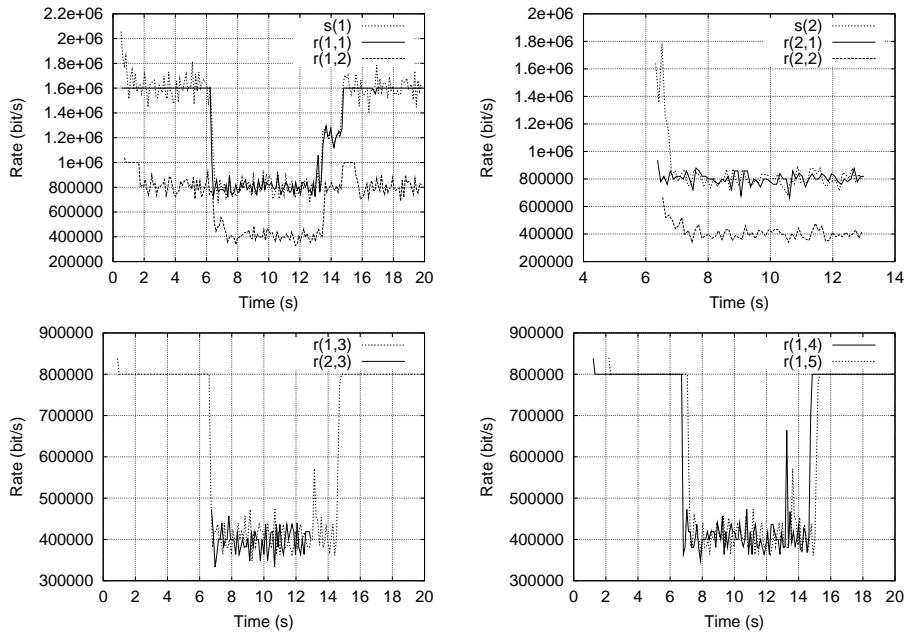 2.2e+06
2e+06
1.8e+06
1.6e+06
1.4e+06
1.2e+06
1e+06
800000
600000
400000
200000
Rate (bit/s)
s(1)
r(1,1)
r(1,2)
0 2 4 6 8 10 12 14 16 18 20
Time (s)
2e+06
1.8e+06
1.6e+06
1.4e+06
1.2e+06
1e+06
800000
600000
400000
200000
Rate (bit/s)
s(2)
r(2,1)
r(2,2)
4 6 8 10 12 14
Time (s)
900000
800000
700000
600000
500000
400000
300000
Rate (bit/s)
r(1,3)
r(2,3)
0 2 4 6 8 10 12 14 16 18 20
Time (s)
900000
800000
700000
600000
500000
400000
300000
Rate (bit/s)
r(1,4)
r(1,5)
0 2 4 6 8 10 12 14 16 18 20
Time (s)